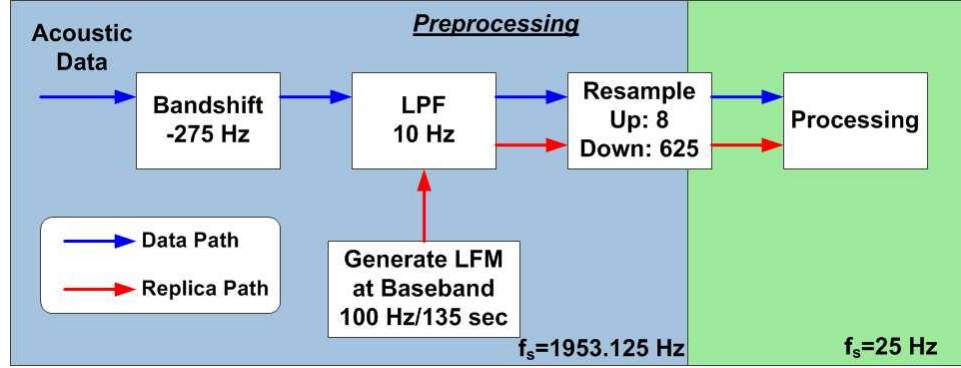 Preprocessing
Acoustic
Data
Bandshift
-275 Hz
LPF
10 Hz
Resample
Up: 8
Down: 625
Processing
Data Path
Replica Path
Generate LFM
at Baseband
100 Hz/135 sec
fs=1953.125 Hz
fs=25 Hz